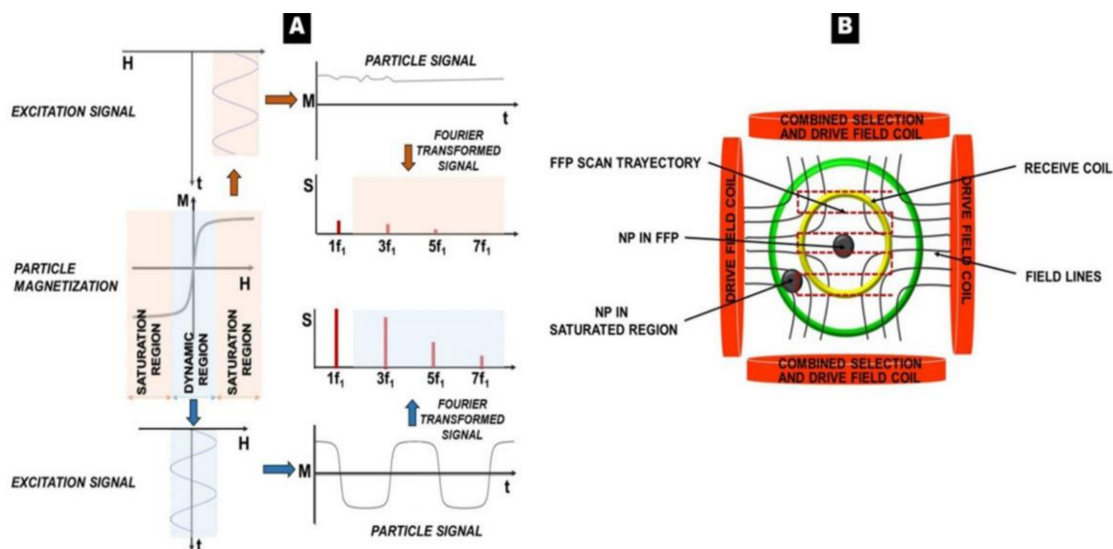 A
H
EXCITATION SIGNAL
t
PARTICLE SIGNAL
M
t
FOURIER
TRANSFORMED
SIGNAL
S
1f₁ 3f₁ 5f₁ 7f₁
M
PARTICLE
MAGNETIZATION
H
SATURATION
REGION
DYNAMIC
REGION
SATURATION
REGION
S
1f₁ 3f₁ 5f₁ 7f₁
FOURIER
TRANSFORMED
SIGNAL
H
EXCITATION SIGNAL
t
M
t
PARTICLE SIGNAL
B
COMBINED SELECTION
AND DRIVE FIELD COIL
FFP SCAN TRAYECTORY
RECEIVE COIL
NP IN FFP
DRIVE FIELD COIL
DRIVE FIELD COIL
FIELD LINES
NP IN
SATURATED REGION
COMBINED SELECTION
AND DRIVE FIELD COIL